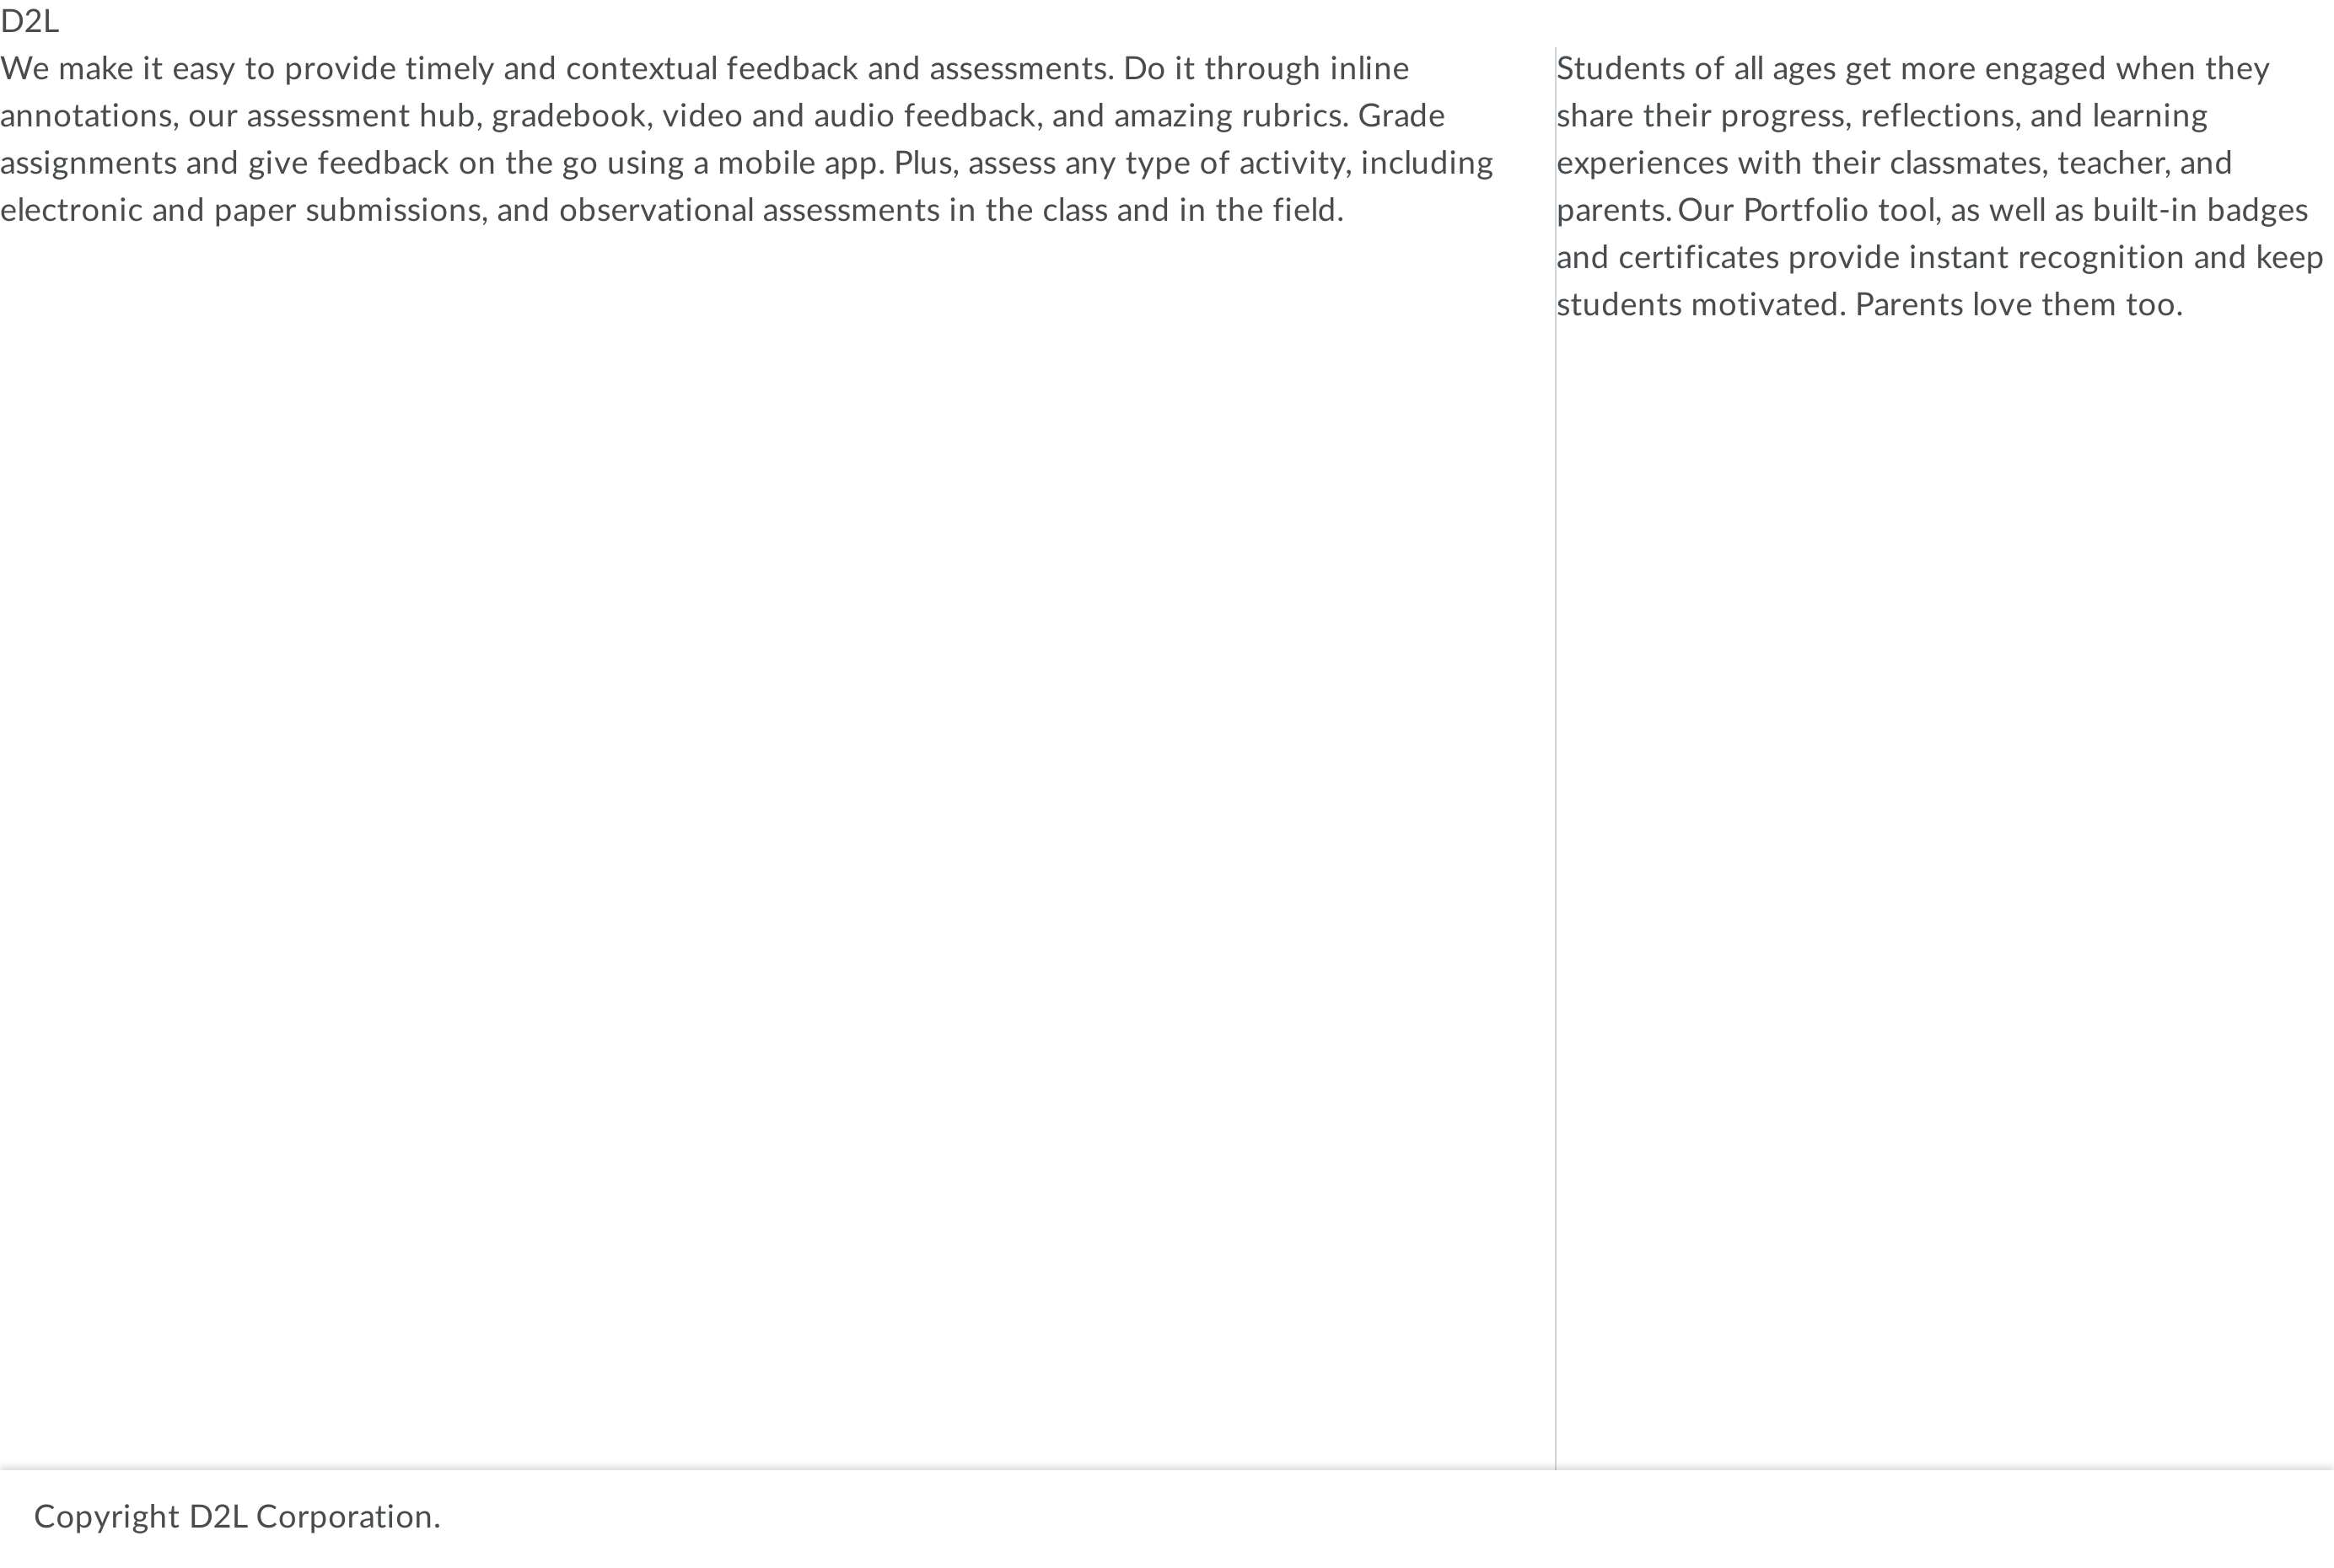 D2L
We make it easy to provide timely and contextual feedback and assessments. Do it through inline
annotations, our assessment hub, gradebook, video and audio feedback, and amazing rubrics. Grade
assignments and give feedback on the go using a mobile app. Plus, assess any type of activity, including
electronic and paper submissions, and observational assessments in the class and in the field.
Students of all ages get more engaged when they
share their progress, reflections, and learning
experiences with their classmates, teacher, and
parents. Our Portfolio tool, as well as built-in badges
and certificates provide instant recognition and keep
students motivated. Parents love them too.
Copyright D2L Corporation.